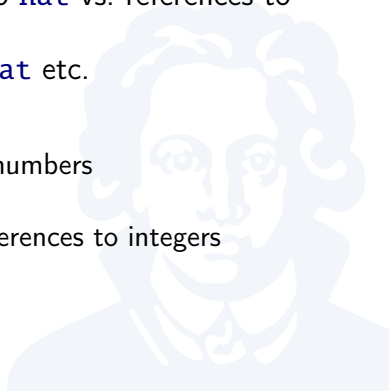 nat vs. references to
at etc.
numbers
erences to integers